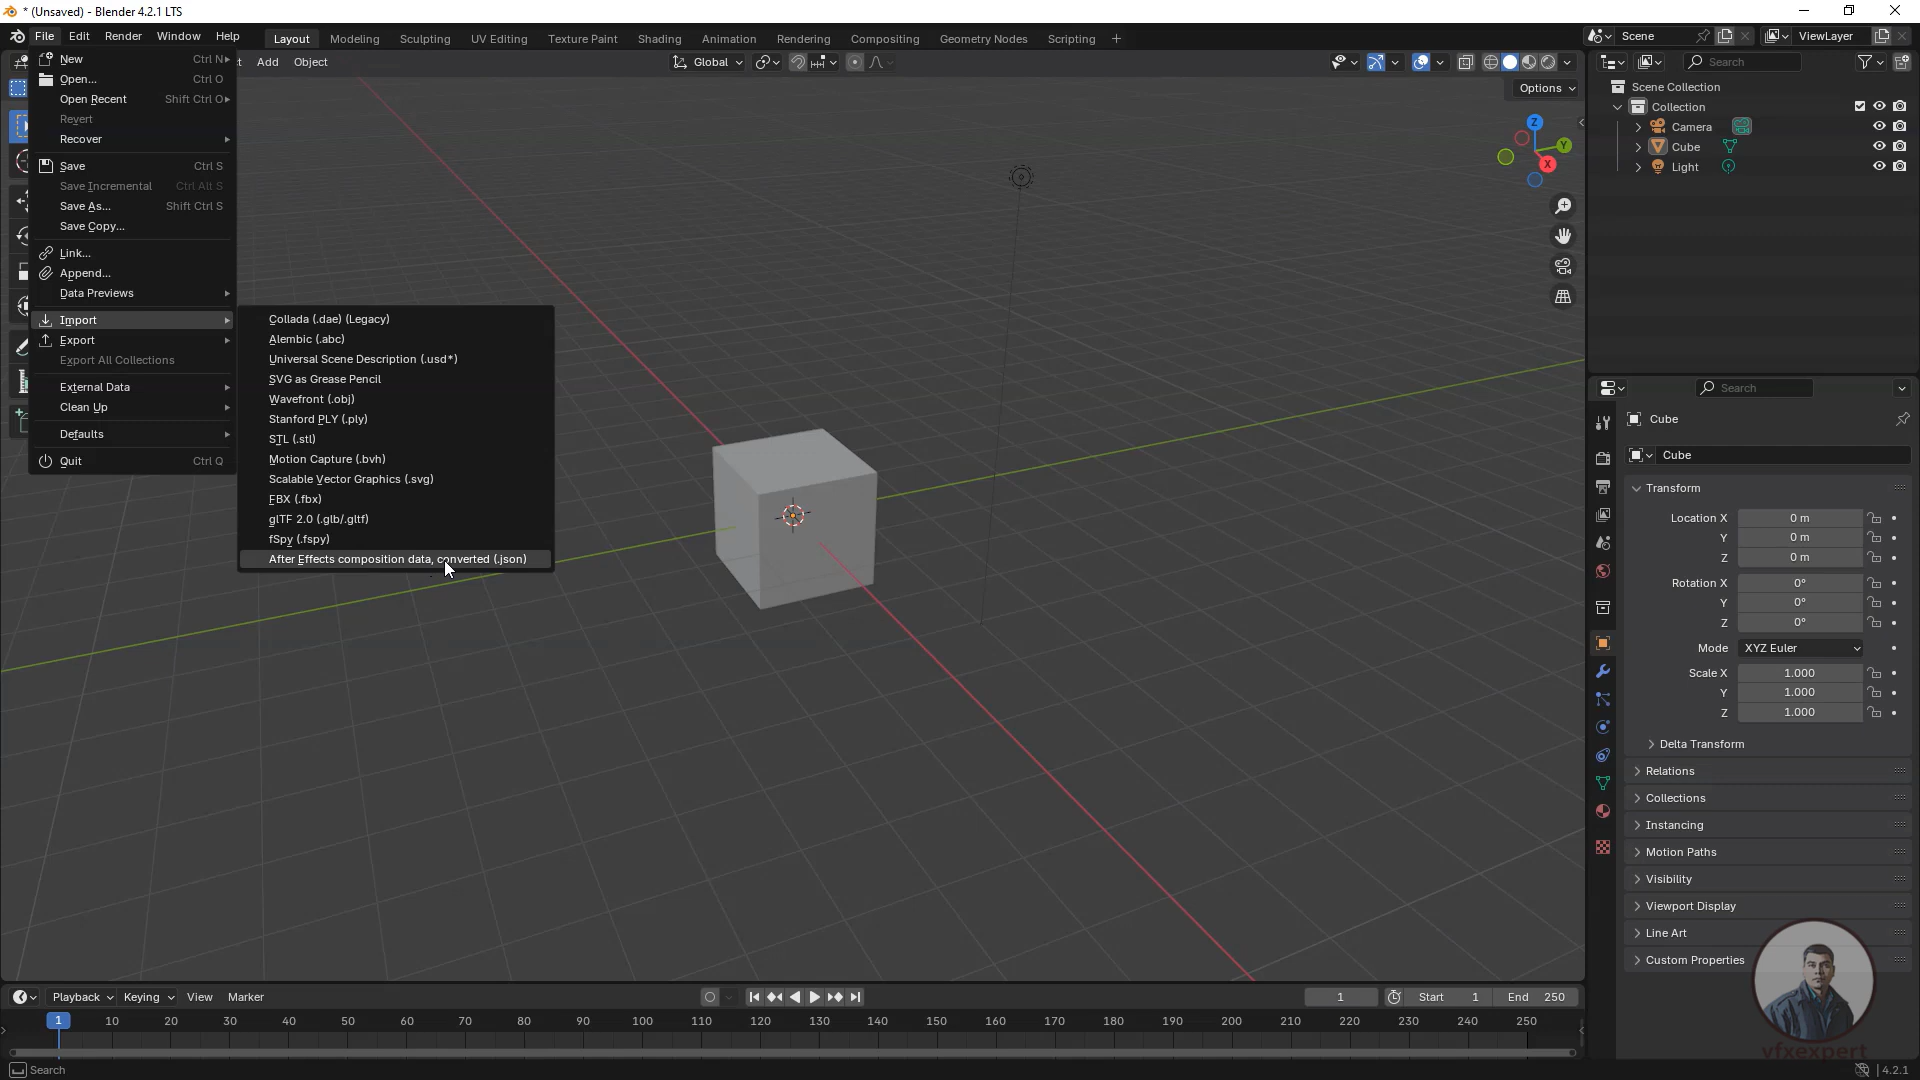 * (Unsaved) - Blender 4.2.1 LTS
File Edit Render Window Help Layout Modeling Sculpting UV Editing Texture Paint Shading Animation Rendering Compositing Geometry Nodes Scripting + Scene ViewLayer
t Add Object Global Search
Options
New Ctrl N
Open... Ctrl O
Open Recent Shift Ctrl O
Revert
Recover
Save Ctrl S
Save Incremental Ctrl Alt S
Save As... Shift Ctrl S
Save Copy...
Link...
Append...
Data Previews
Import
Export
Export All Collections
External Data
Clean Up
Defaults
Quit Ctrl Q
Collada (.dae) (Legacy)
Alembic (.abc)
Universal Scene Description (.usd*)
SVG as Grease Pencil
Wavefront (.obj)
Stanford PLY (.ply)
STL (.stl)
Motion Capture (.bvh)
Scalable Vector Graphics (.svg)
FBX (.fbx)
glTF 2.0 (.glb/.gltf)
fSpy (.fspy)
After Effects composition data, converted (.json)
Z
Y
X
Scene Collection
Collection
Camera
Cube
Light
Search
Cube
Cube
Transform
Location X 0 m
Y 0 m
Z 0 m
Rotation X 0°
Y 0°
Z 0°
Mode XYZ Euler
Scale X 1.000
Y 1.000
Z 1.000
Delta Transform
Relations
Collections
Instancing
Motion Paths
Visibility
Viewport Display
Line Art
Custom Properties
Playback Keying View Marker 1 Start 1 End 250
1 10 20 30 40 50 60 70 80 90 100 110 120 130 140 150 160 170 180 190 200 210 220 230 240 250
vfxexpert
Search 4.2.1